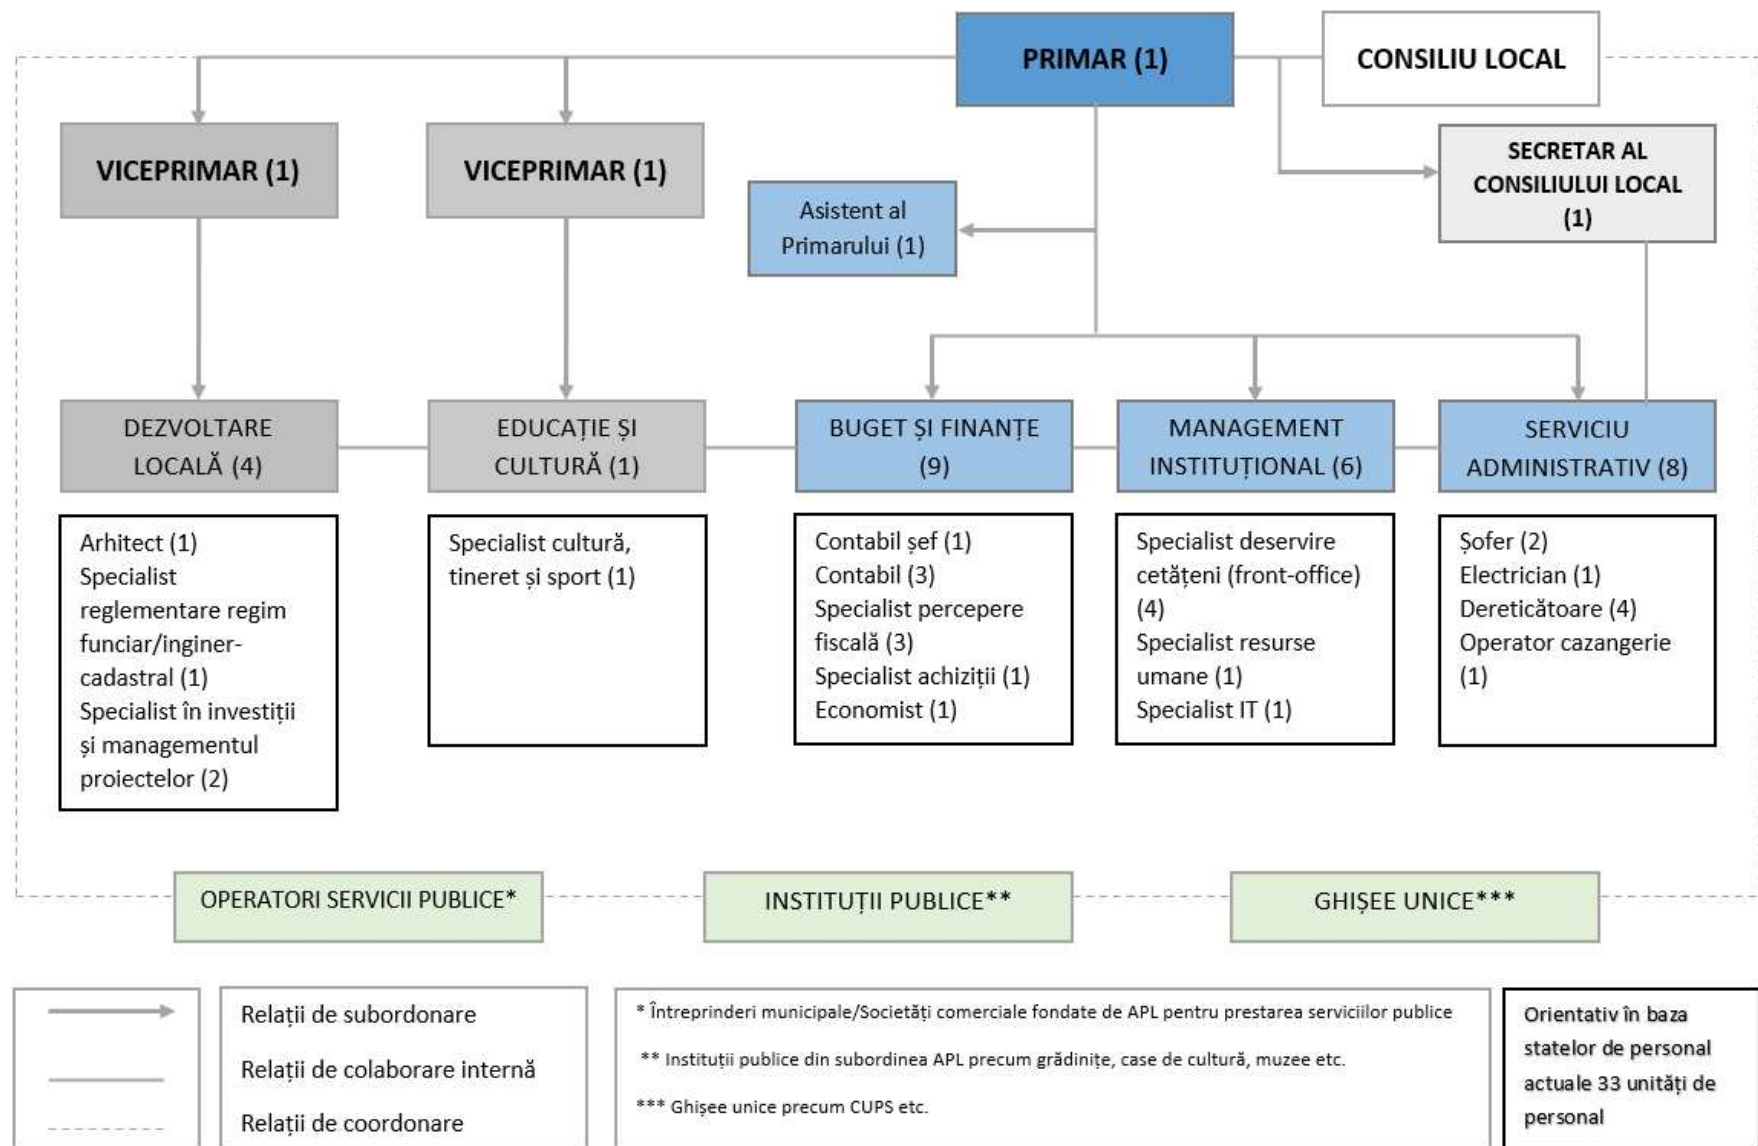 PRIMAR (1)
CONSILIU LOCAL
VICEPRIMAR (1)
VICEPRIMAR (1)
SECRETAR AL
CONSILIULUI LOCAL
(1)
Asistent al
Primarului (1)
DEZVOLTARE
LOCALĂ (4)
EDUCAȚIE ȘI
CULTURĂ (1)
BUGET ȘI FINANȚE
(9)
MANAGEMENT
INSTITUȚIONAL (6)
SERVICIU
ADMINISTRATIV (8)
Arhitect (1)
Specialist
reglementare regim
funciar/inginer-
cadastral (1)
Specialist în investiții
și managementul
proiectelor (2)
Specialist cultură,
tineret și sport (1)
Contabil șef (1)
Contabil (3)
Specialist percepere
fiscală (3)
Specialist achiziții (1)
Economist (1)
Specialist deservire
cetățeni (front-office)
(4)
Specialist resurse
umane (1)
Specialist IT (1)
Șofer (2)
Electrician (1)
Dereticătoare (4)
Operator cazangerie
(1)
OPERATORI SERVICII PUBLICE*
INSTITUȚII PUBLICE**
GHIȘEE UNICE***
Relații de subordonare
Relații de colaborare internă
Relații de coordonare
* Întreprinderi municipale/Societăți comerciale fondate de APL pentru prestarea serviciilor publice
** Instituții publice din subordinea APL precum grădinițe, case de cultură, muzee etc.
*** Ghișee unice precum CUPS etc.
Orientativ în baza
statelor de personal
actuale 33 unități de
personal